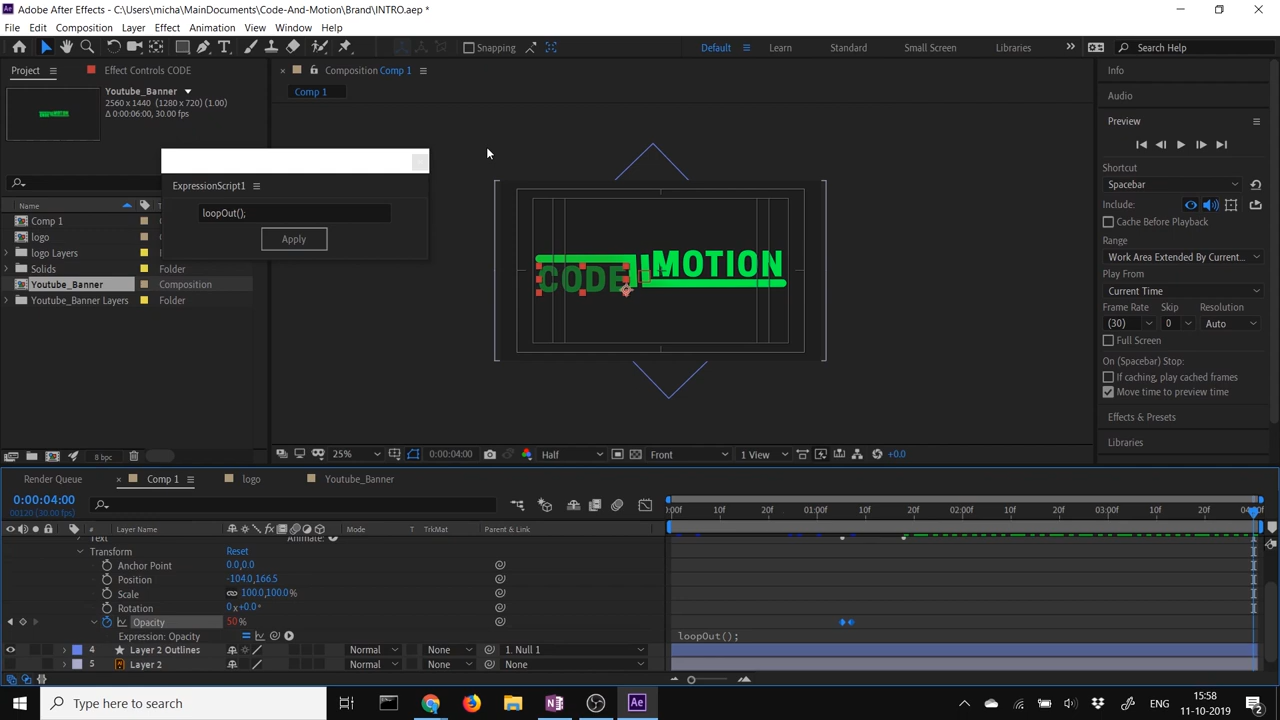 Adobe After Effects - C:\Users\micha\MainDocuments\Code-And-Motion\Brand\INTRO.aep *
File Edit Composition Layer Effect Animation View Window Help
Snapping
Default Learn Standard Small Screen Libraries Search Help
Project Effect Controls CODE
Composition Comp 1
Info
Youtube_Banner
2560 x 1440 (1280 x 720) (1.00)
Δ 0:00:06:00, 30.00 fps
Comp 1
Audio
Preview
ExpressionScript1
loopOut();
Apply
Name
Comp 1
logo
logo Layers
Solids Folder
Youtube_Banner Composition
Youtube_Banner Layers Folder
CODE
MOTION
Shortcut
Spacebar
Include:
Cache Before Playback
Range
Work Area Extended By Current...
Play From
Current Time
Frame Rate Skip Resolution
(30) 0 Auto
Full Screen
On (Spacebar) Stop:
If caching, play cached frames
Move time to preview time
Effects & Presets
Libraries
8 bpc
25% 0:00:04:00 Half Front 1 View +0.0
Render Queue Comp 1 logo Youtube_Banner
0:00:04:00
00120 (30.00 fps)
# Layer Name Mode T TrkMat Parent & Link
:00f 10f 20f 01:00f 10f 20f 02:00f 10f 20f 03:00f 10f 20f 04:00f
Text Animate:
Transform Reset
Anchor Point 0.0,0.0
Position -104.0,166.5
Scale 100.0,100.0%
Rotation 0x+0.0°
Opacity 50%
Expression: Opacity loopOut();
4 Layer 2 Outlines Normal None 1. Null 1
5 Layer 2 Normal None None
Type here to search
15:58
11-10-2019
2